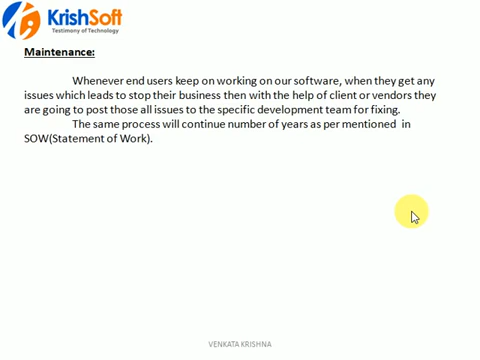 KrishSoft
Testimony of Technology
Maintenance:
Whenever end users keep on working on our software, when they get any
issues which leads to stop their business then with the help of client or vendors they
are going to post those all issues to the specific development team for fixing.
The same process will continue number of years as per mentioned in
SOW(Statement of Work).
VENKATA KRISHNA